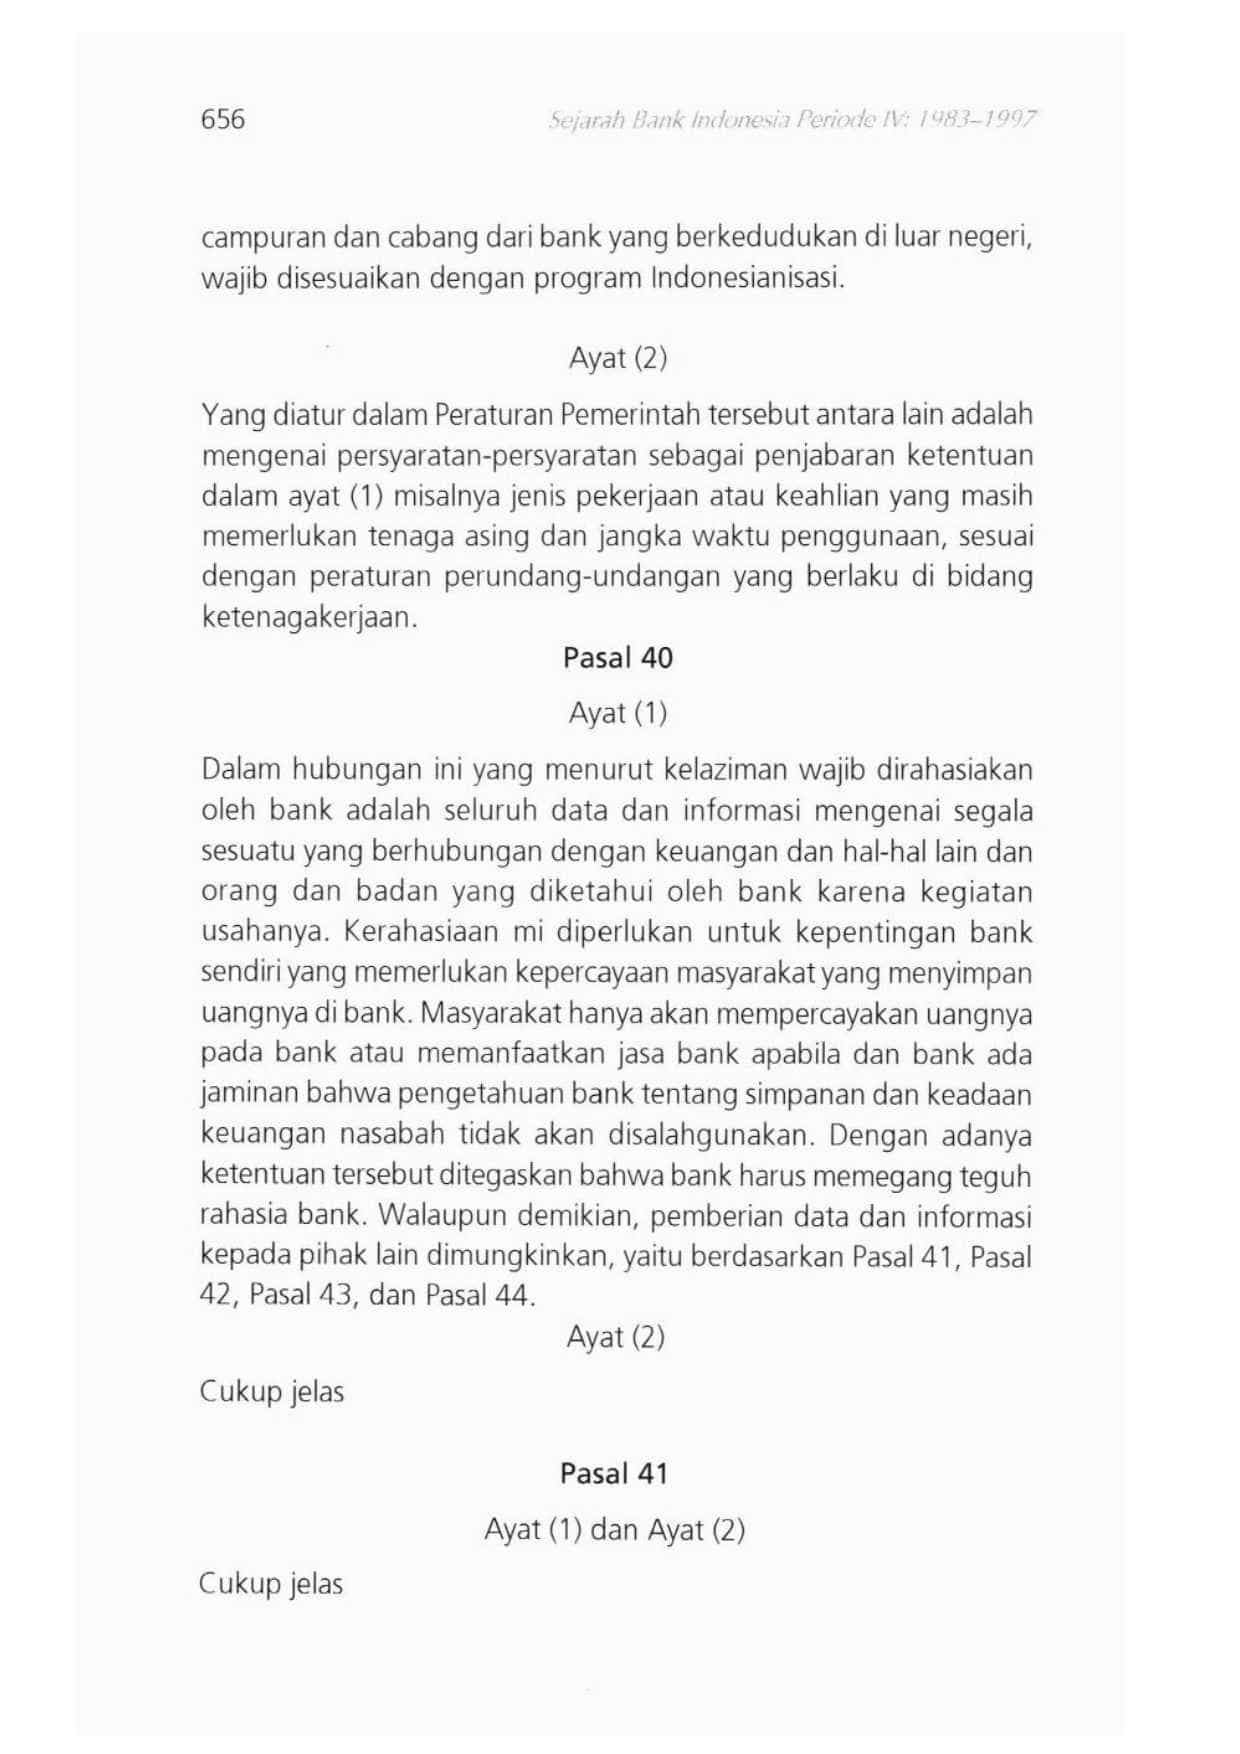 656
Sejarah Bank Indonesia Periode IV: 1983–1997
campuran dan cabang dari bank yang berkedudukan di luar negeri,
wajib disesuaikan dengan program Indonesianisasi.
Ayat (2)
Yang diatur dalam Peraturan Pemerintah tersebut antara lain adalah
mengenai persyaratan-persyaratan sebagai penjabaran ketentuan
dalam ayat (1) misalnya jenis pekerjaan atau keahlian yang masih
memerlukan tenaga asing dan jangka waktu penggunaan, sesuai
dengan peraturan perundang-undangan yang berlaku di bidang
ketenagakerjaan.
Pasal 40
Ayat (1)
Dalam hubungan ini yang menurut kelaziman wajib dirahasiakan
oleh bank adalah seluruh data dan informasi mengenai segala
sesuatu yang berhubungan dengan keuangan dan hal-hal lain dan
orang dan badan yang diketahui oleh bank karena kegiatan
usahanya. Kerahasiaan mi diperlukan untuk kepentingan bank
sendiri yang memerlukan kepercayaan masyarakat yang menyimpan
uangnya di bank. Masyarakat hanya akan mempercayakan uangnya
pada bank atau memanfaatkan jasa bank apabila dan bank ada
jaminan bahwa pengetahuan bank tentang simpanan dan keadaan
keuangan nasabah tidak akan disalahgunakan. Dengan adanya
ketentuan tersebut ditegaskan bahwa bank harus memegang teguh
rahasia bank. Walaupun demikian, pemberian data dan informasi
kepada pihak lain dimungkinkan, yaitu berdasarkan Pasal 41, Pasal
42, Pasal 43, dan Pasal 44.
Ayat (2)
Cukup jelas
Pasal 41
Ayat (1) dan Ayat (2)
Cukup jelas